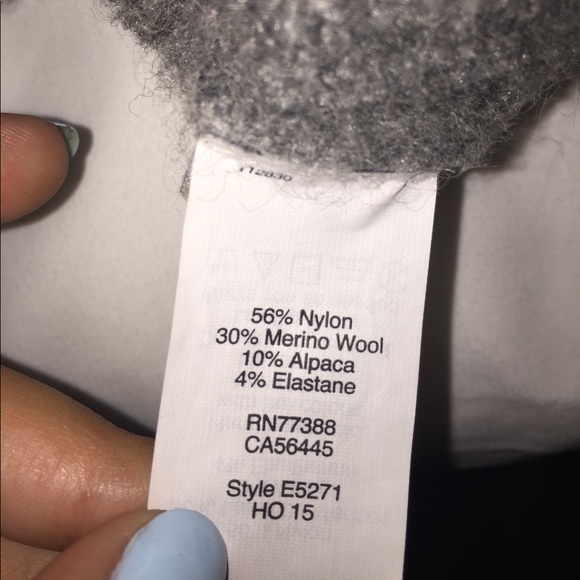 56% Nylon
30% Merino Wool
10% Alpaca
4% Elastane
RN77388
CA56445
Style E5271
HO 15